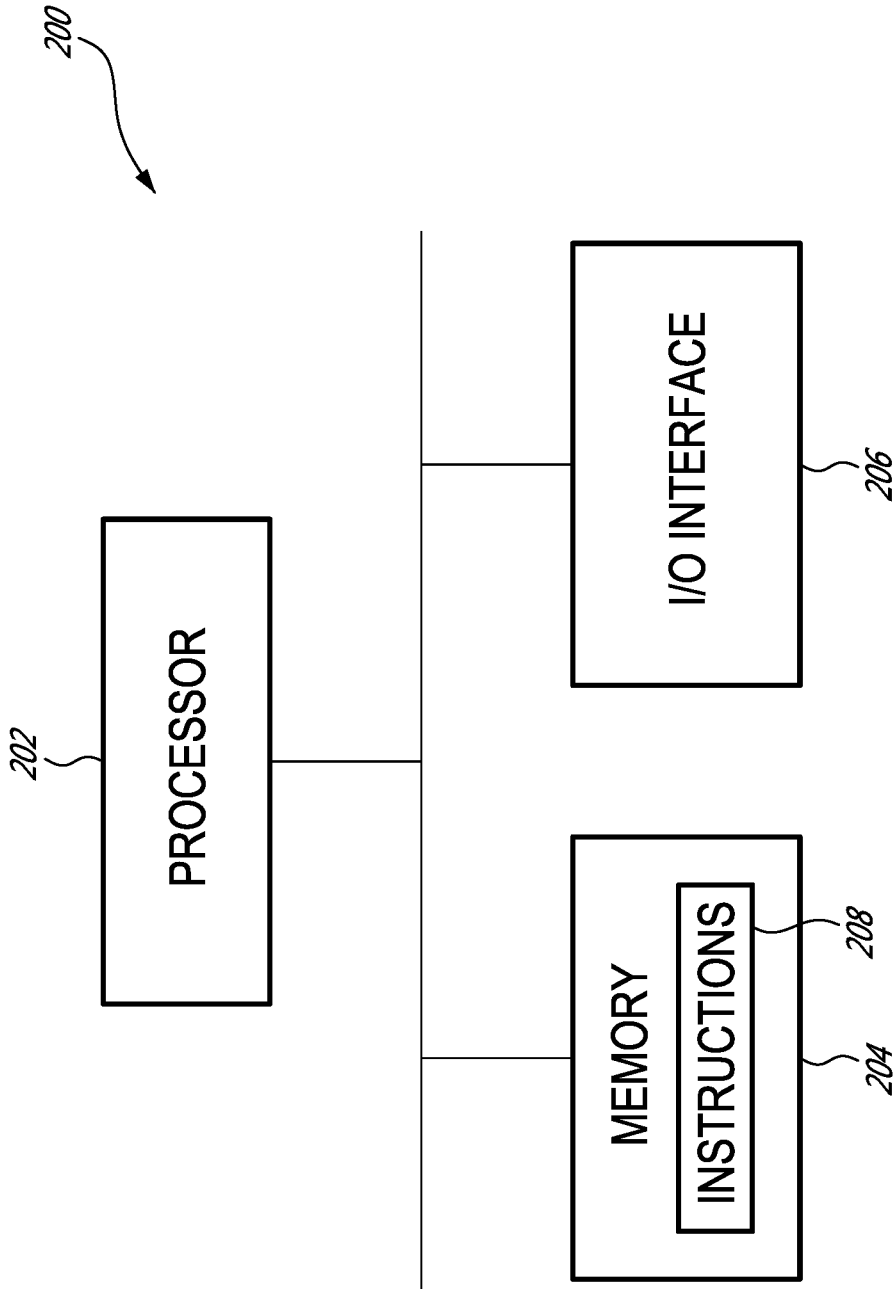 200
202
PROCESSOR
MEMORY
INSTRUCTIONS
208
204
I/O INTERFACE
206